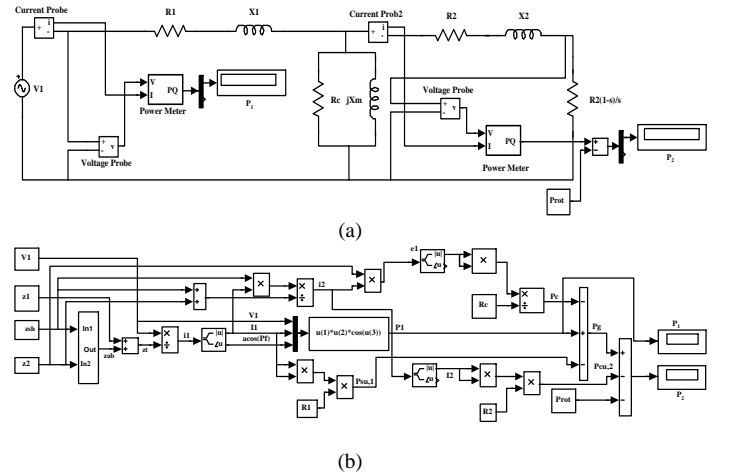 Current Probe
R1
X1
Current Prob2
R2
X2
i
+
-
i
+
-
V1
V
I
PQ
Power Meter
P1
Rc
jXm
Voltage Probe
+
-
v
R2(1-s)/s
+
-
v
Voltage Probe
V
I
PQ
Power Meter
+
-
P2
Prot
(a)
V1
z1
zsh
z2
In1
Out
In2
zab
+
+
zt
×
÷
i1
|u|
∠u
+
+
×
×
÷
i2
×
e1
|u|
∠u
×
Rc
×
÷
Pc
V1
I1
acos(Pf)
u(1)*u(2)*cos(u(3))
P1
×
R1
×
Psu,1
|u|
∠u
I2
×
R2
×
Pg
Pcu,2
Prot
P1
P2
(b)